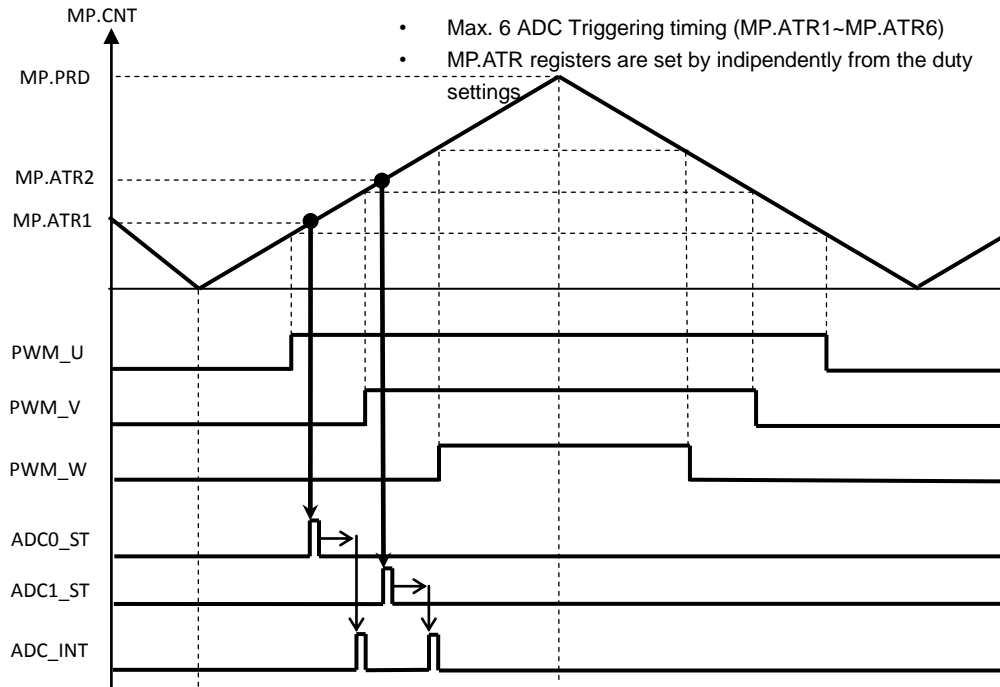 MP.CNT
• Max. 6 ADC Triggering timing (MP.ATR1~MP.ATR6)
• MP.ATR registers are set by indipendently from the duty
settings
MP.PRD
MP.ATR2
MP.ATR1
PWM_U
PWM_V
PWM_W
ADC0_ST
ADC1_ST
ADC_INT